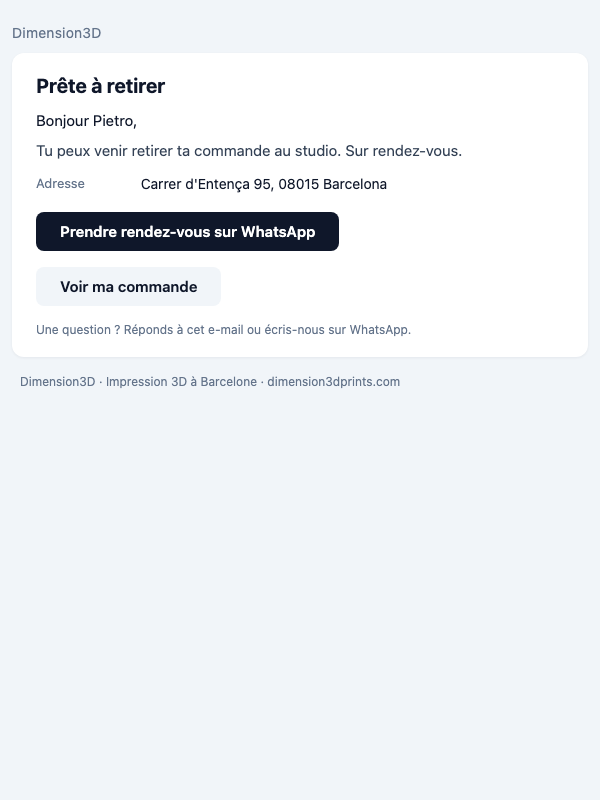 Dimension3D
Prête à retirer
Bonjour Pietro,
Tu peux venir retirer ta commande au studio. Sur rendez-vous.
Adresse Carrer d'Entença 95, 08015 Barcelona
Prendre rendez-vous sur WhatsApp
Voir ma commande
Une question ? Réponds à cet e-mail ou écris-nous sur WhatsApp.
Dimension3D · Impression 3D à Barcelone · dimension3dprints.com